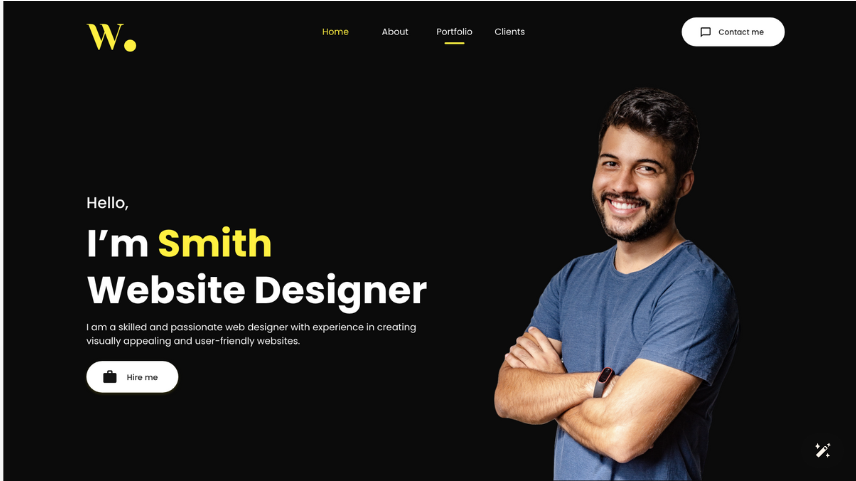 W.
Home About Portfolio Clients
Contact me
Hello,
I’m Smith
Website Designer
I am a skilled and passionate web designer with experience in creating
visually appealing and user-friendly websites.
Hire me